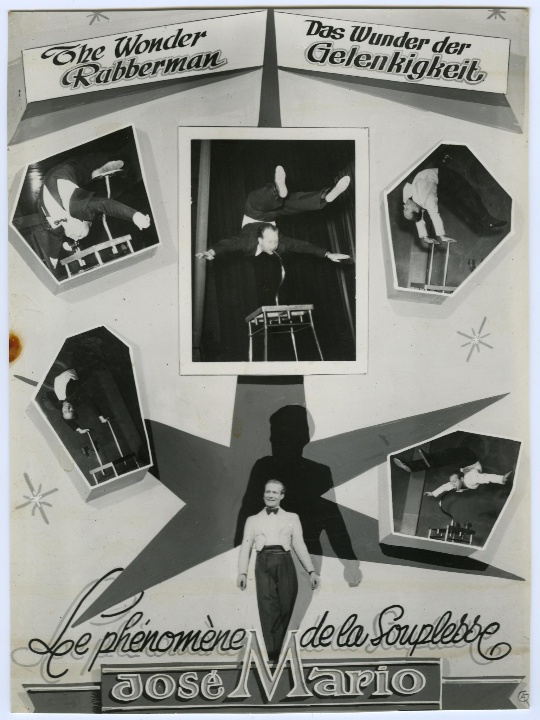 The Wonder
Rabberman
Das Wunder der
Gelenkigkeit
Le phénomène de la Souplesse
José Mario